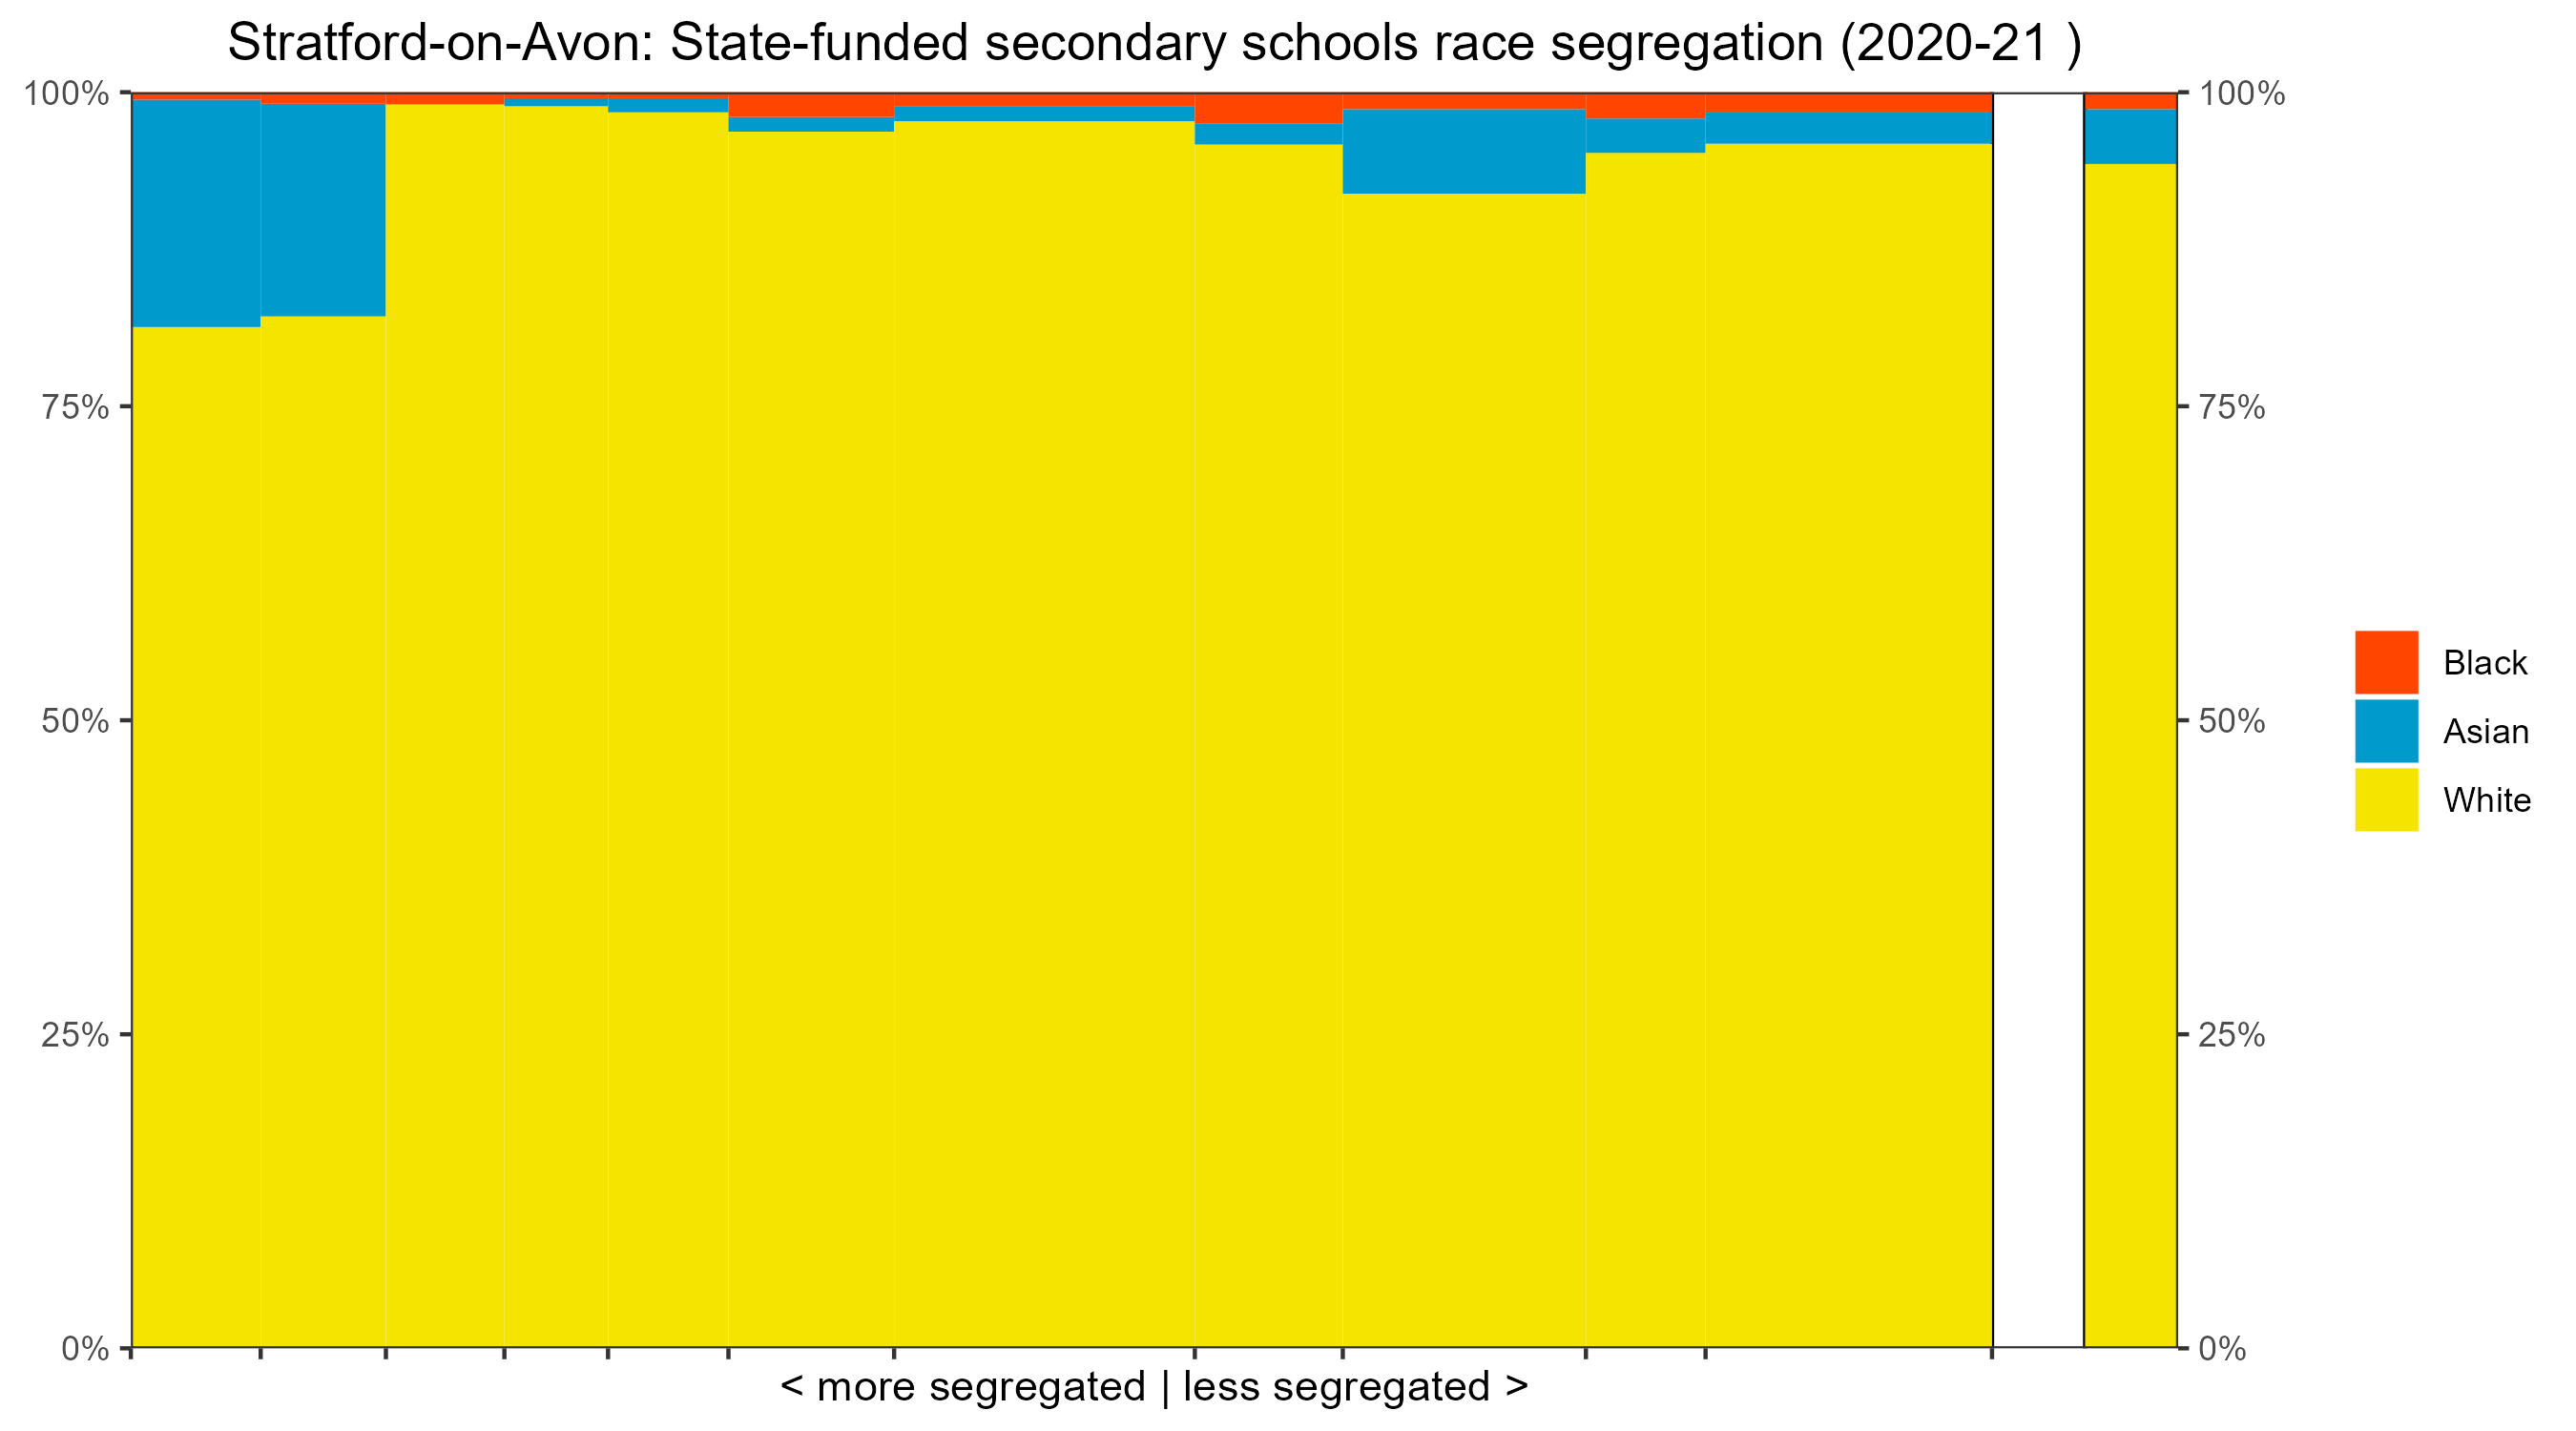 Stratford-on-Avon: State-funded secondary schools race segregation (2020-21 )
100%
75%
50%
25%
0%
100%
75%
50%
25%
0%
Black
Asian
White
< more segregated | less segregated >